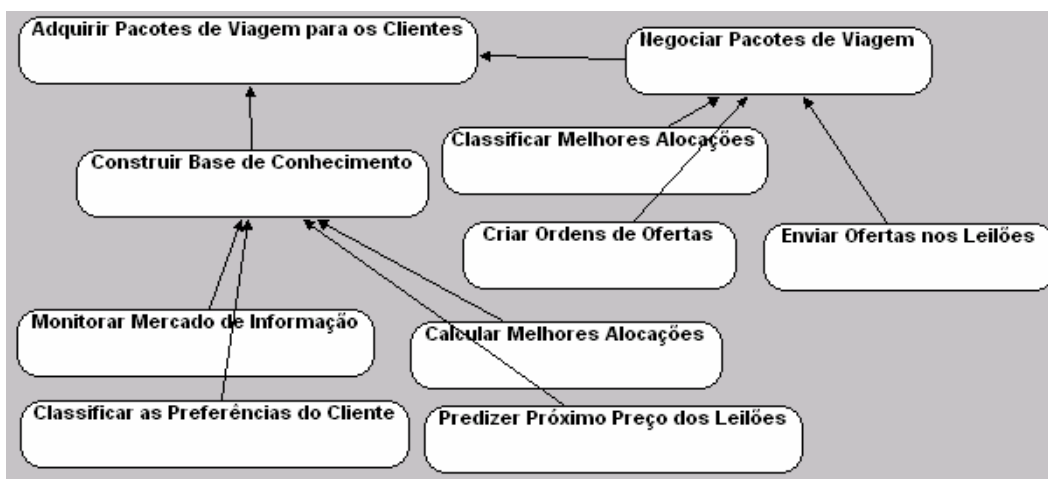 Adquirir Pacotes de Viagem para os Clientes
Negociar Pacotes de Viagem
Classificar Melhores Alocações
Construir Base de Conhecimento
Criar Ordens de Ofertas
Enviar Ofertas nos Leilões
Monitorar Mercado de Informação
Calcular Melhores Alocações
Classificar as Preferências do Cliente
Predizer Próximo Preço dos Leilões